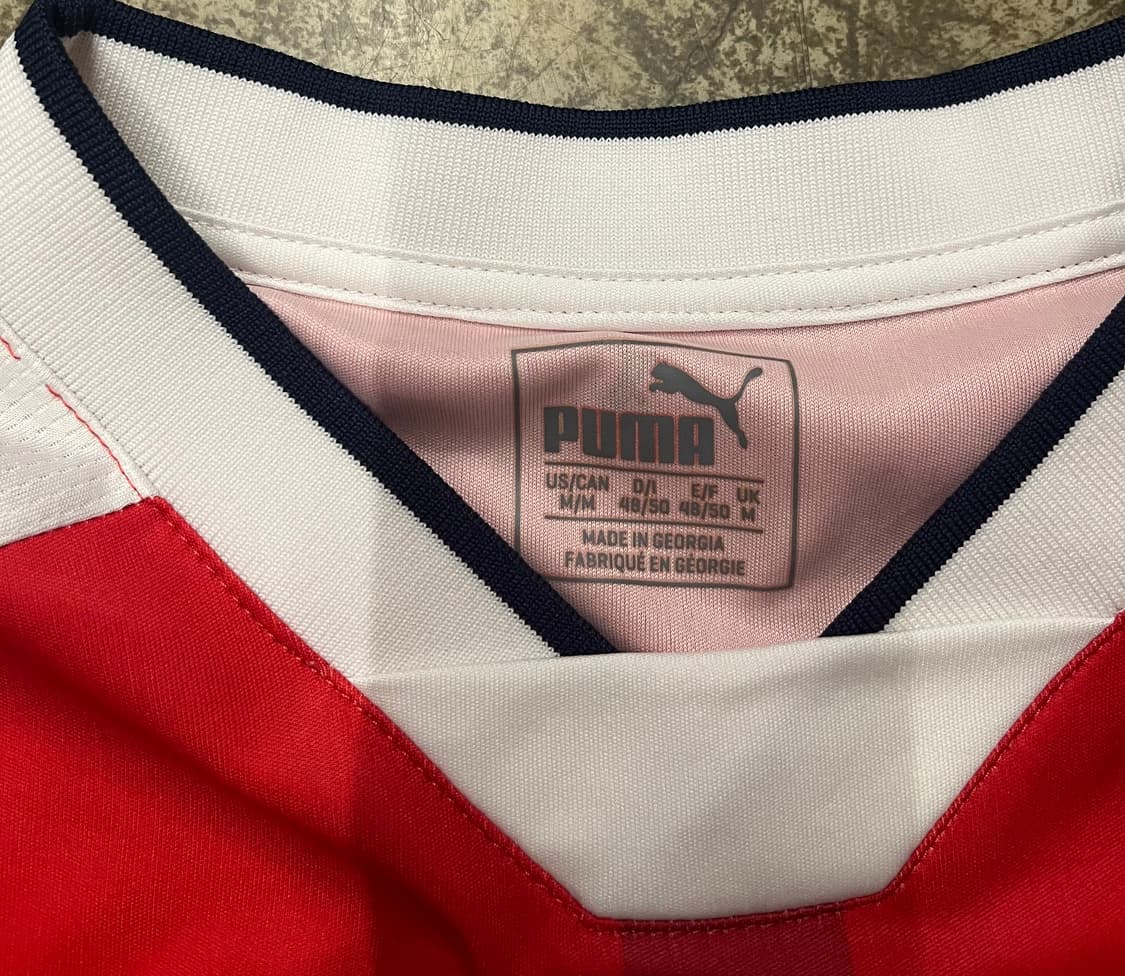 PUMA
US/CAN D/I E/F UK
M/M 48/50 48/50 M
MADE IN GEORGIA
FABRIQUÉ EN GÉORGIE